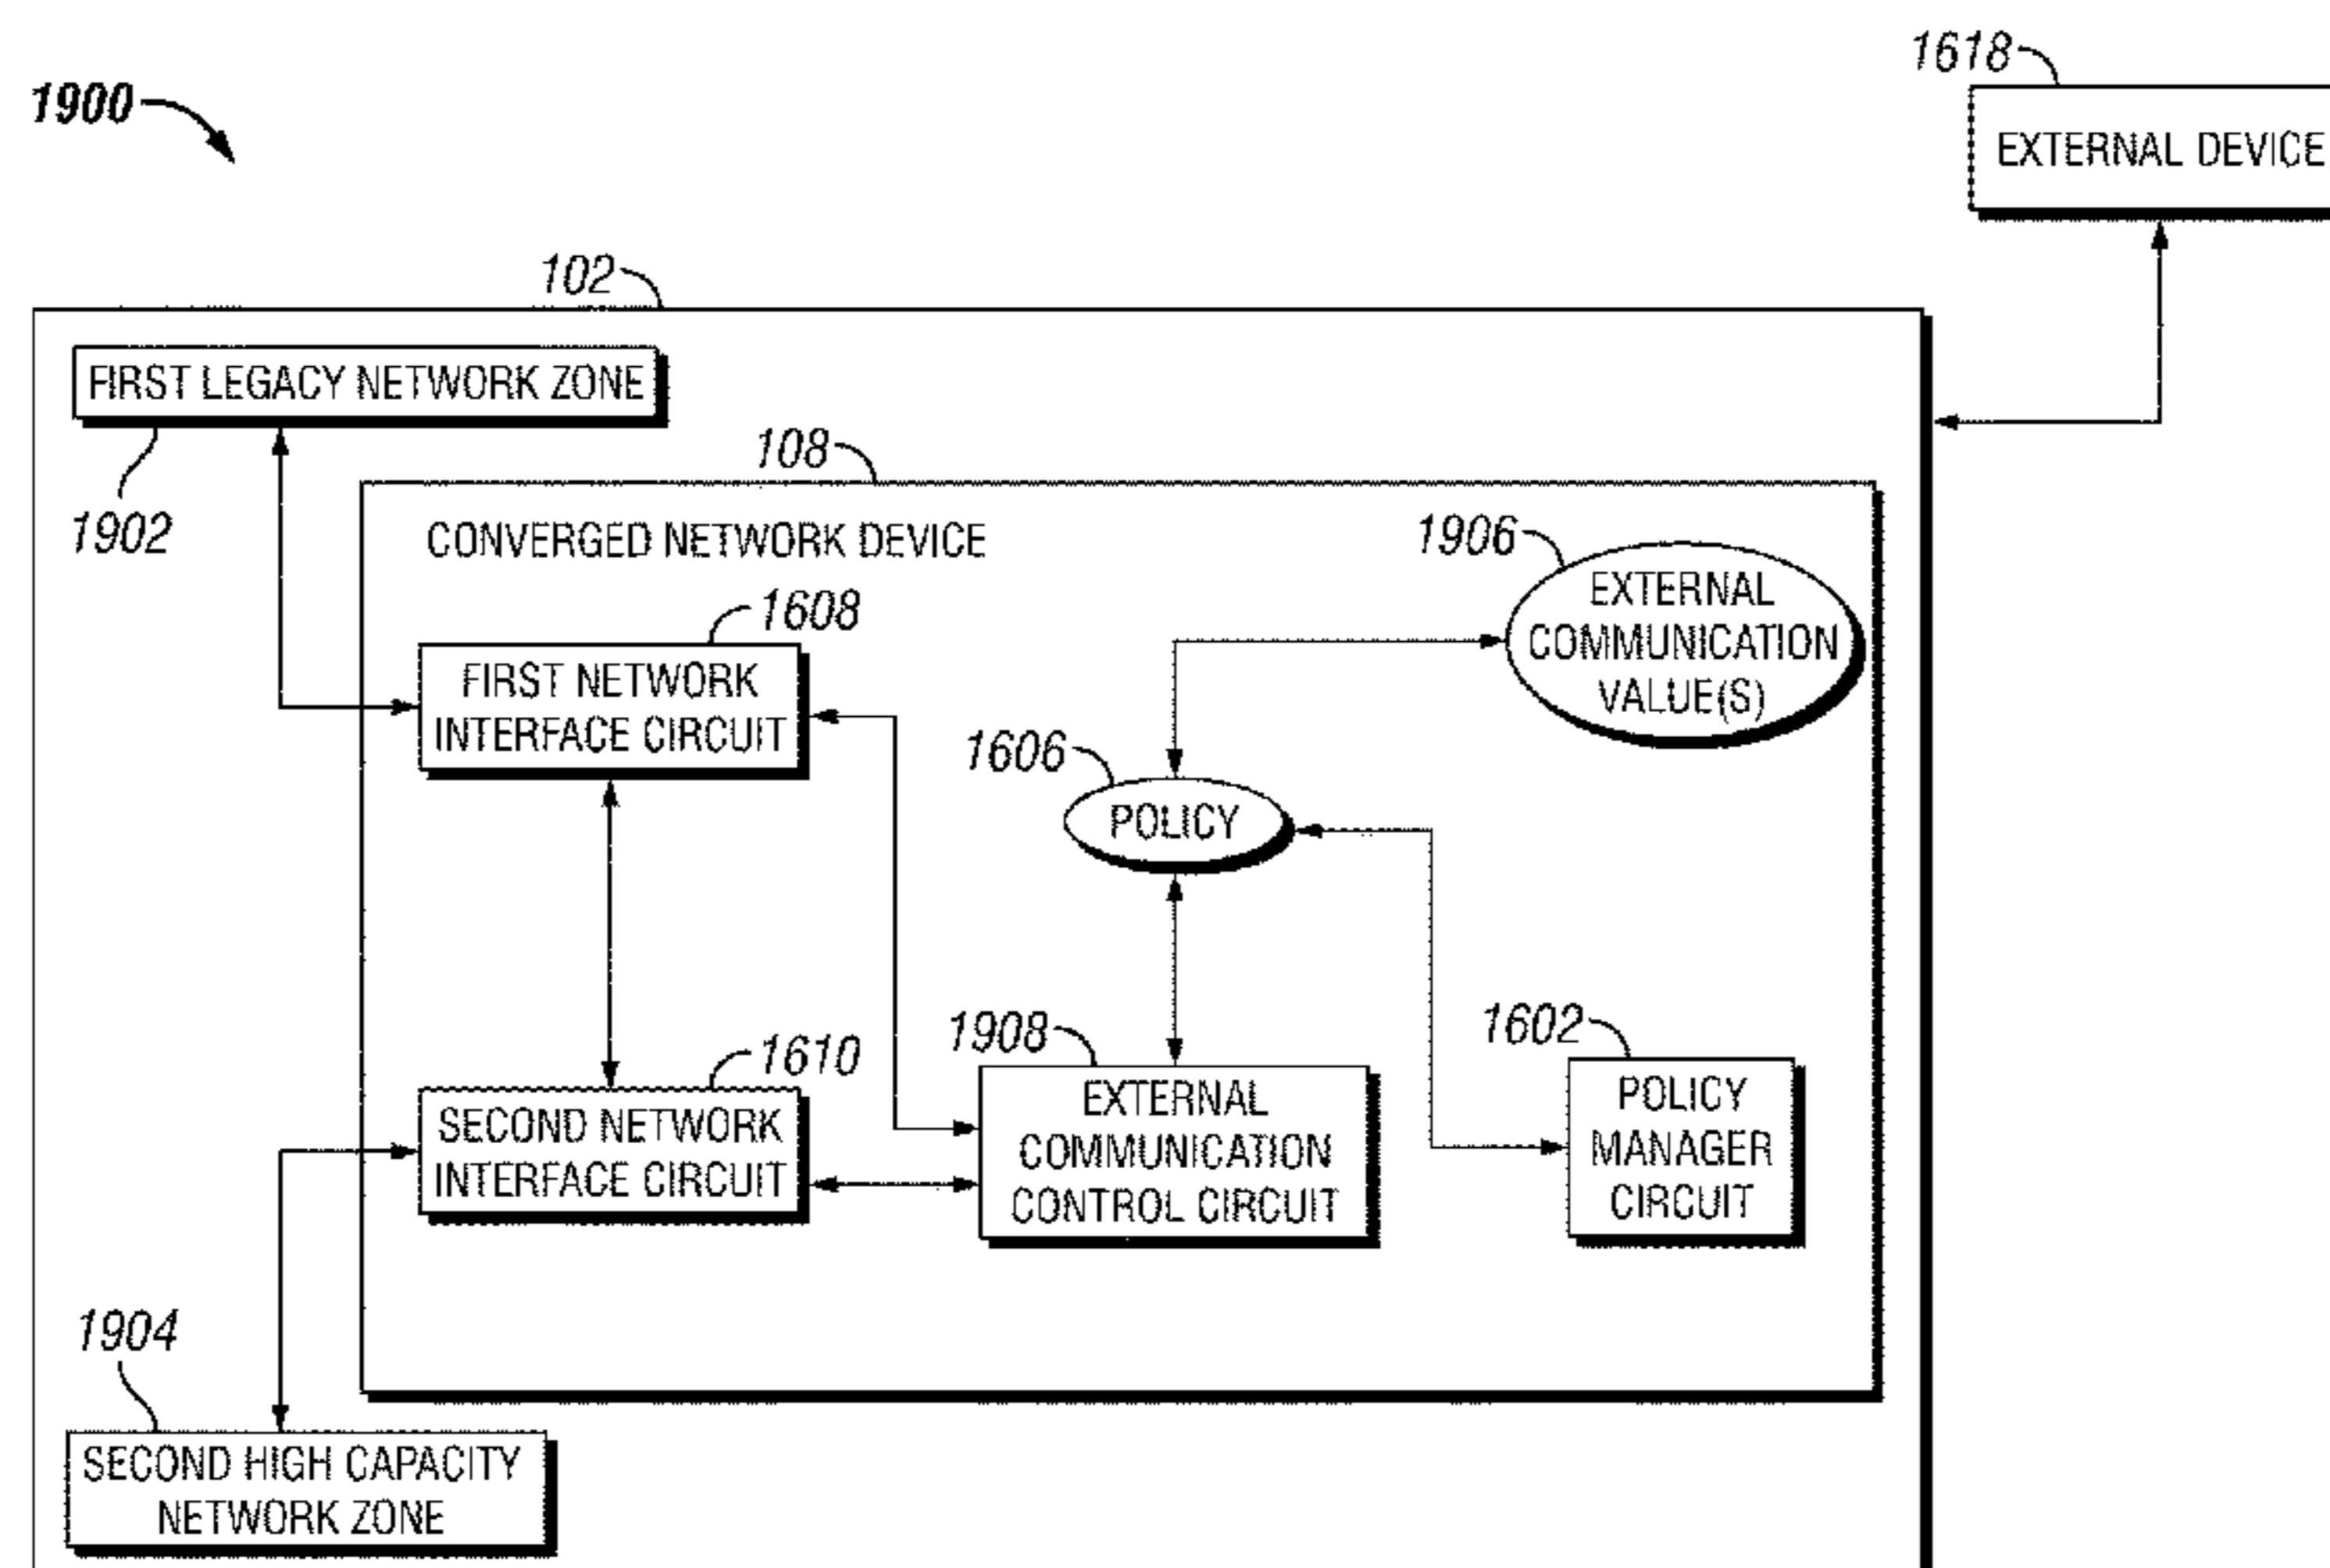 1900
1618
EXTERNAL DEVICE
102
FIRST LEGACY NETWORK ZONE
1902
108
CONVERGED NETWORK DEVICE
1906
EXTERNAL
COMMUNICATION
VALUE(S)
1608
FIRST NETWORK
INTERFACE CIRCUIT
1606
POLICY
1610
SECOND NETWORK
INTERFACE CIRCUIT
1908
EXTERNAL
COMMUNICATION
CONTROL CIRCUIT
1602
POLICY
MANAGER
CIRCUIT
1904
SECOND HIGH CAPACITY
NETWORK ZONE